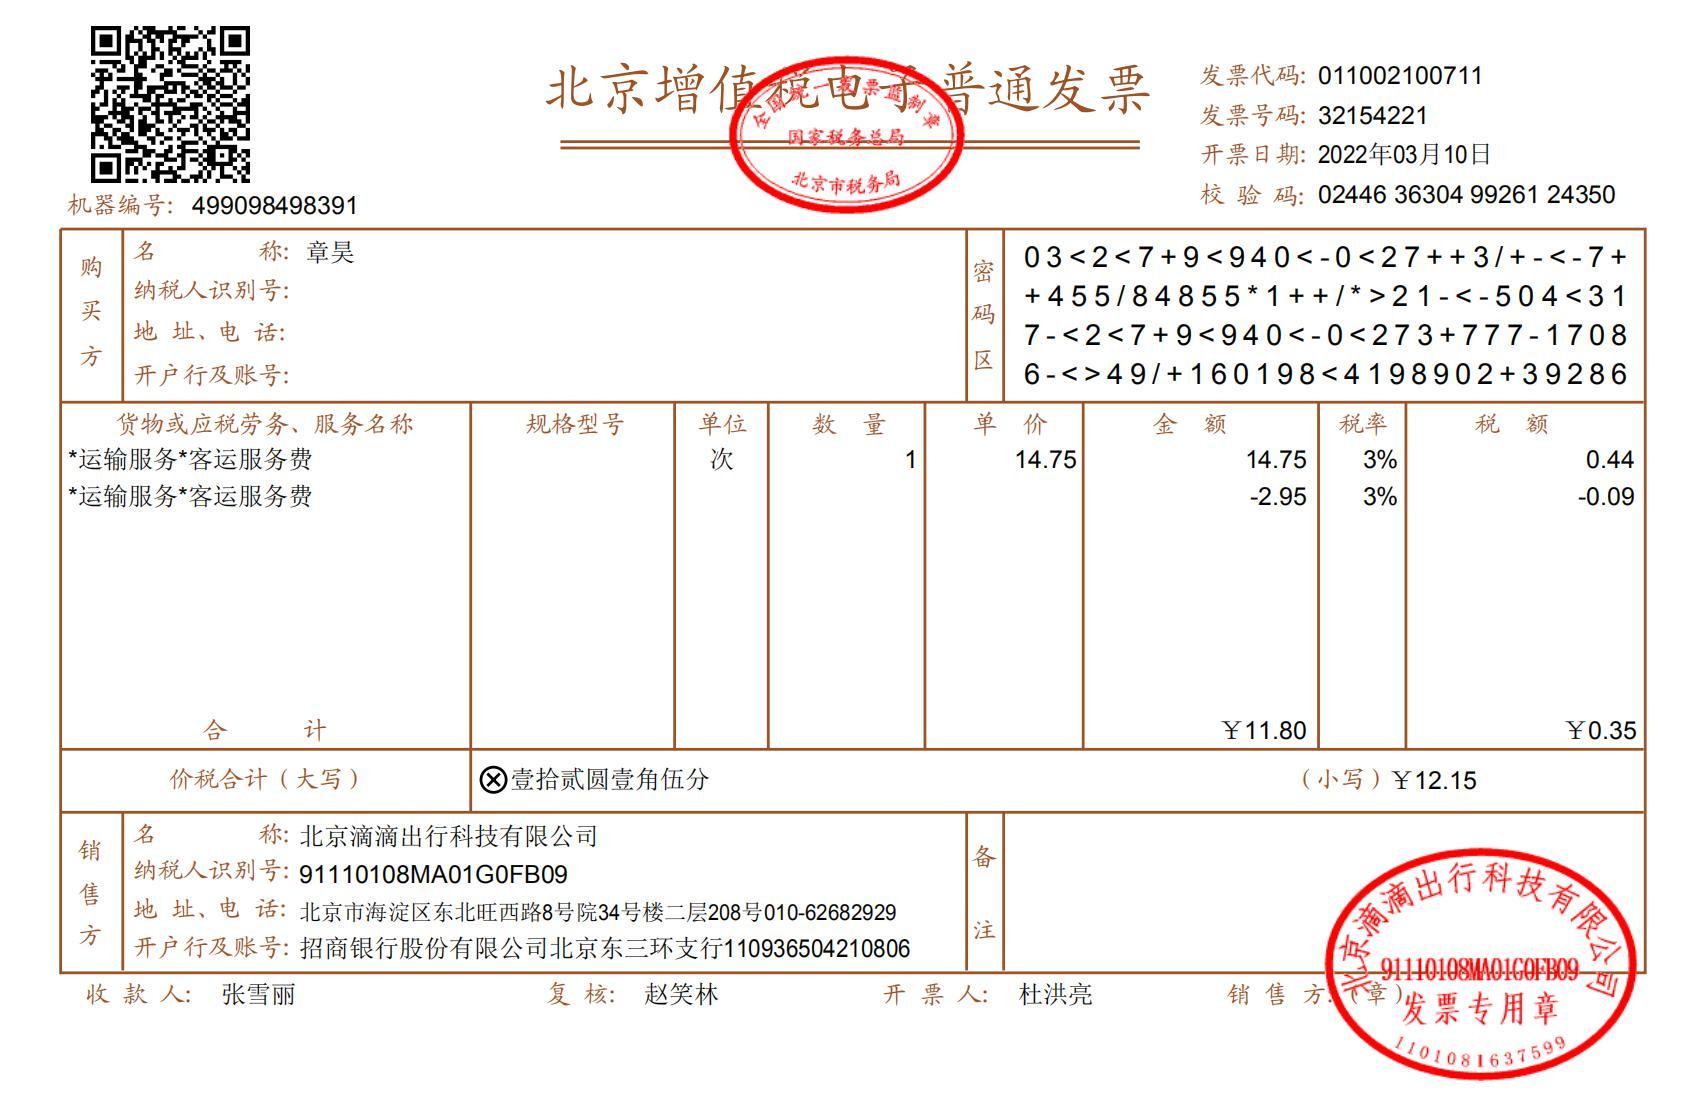 北京增值税电子普通发票
全国统一发票监制章
国家税务总局
北京市税务局
发票代码: 011002100711
发票号码: 32154221
开票日期: 2022年03月10日
校 验 码: 02446 36304 99261 24350
机器编号: 499098498391
购买方
名 称: 章昊
纳税人识别号:
地 址、电 话:
开户行及账号:
密码区
03<2<7+9<940<-0<27++3/+-<-7+
+455/84855*1++/*>21-<-504<31
7-<2<7+9<940<-0<273+777-1708
6-<>49/+160198<4198902+39286
货物或应税劳务、服务名称 规格型号 单位 数 量 单 价 金 额 税率 税 额
*运输服务*客运服务费 次 1 14.75 14.75 3% 0.44
*运输服务*客运服务费 -2.95 3% -0.09
合 计 ￥11.80 ￥0.35
价税合计（大写） ⊗壹拾贰圆壹角伍分 （小写）￥12.15
销售方
名 称: 北京滴滴出行科技有限公司
纳税人识别号: 91110108MA01G0FB09
地 址、电 话: 北京市海淀区东北旺西路8号院34号楼二层208号010-62682929
开户行及账号: 招商银行股份有限公司北京东三环支行110936504210806
备注
收 款 人: 张雪丽 复 核: 赵笑林 开 票 人: 杜洪亮 销 售 方:（章）
北京滴滴出行科技有限公司
91110108MA01G0FB09
发票专用章
1101081637599